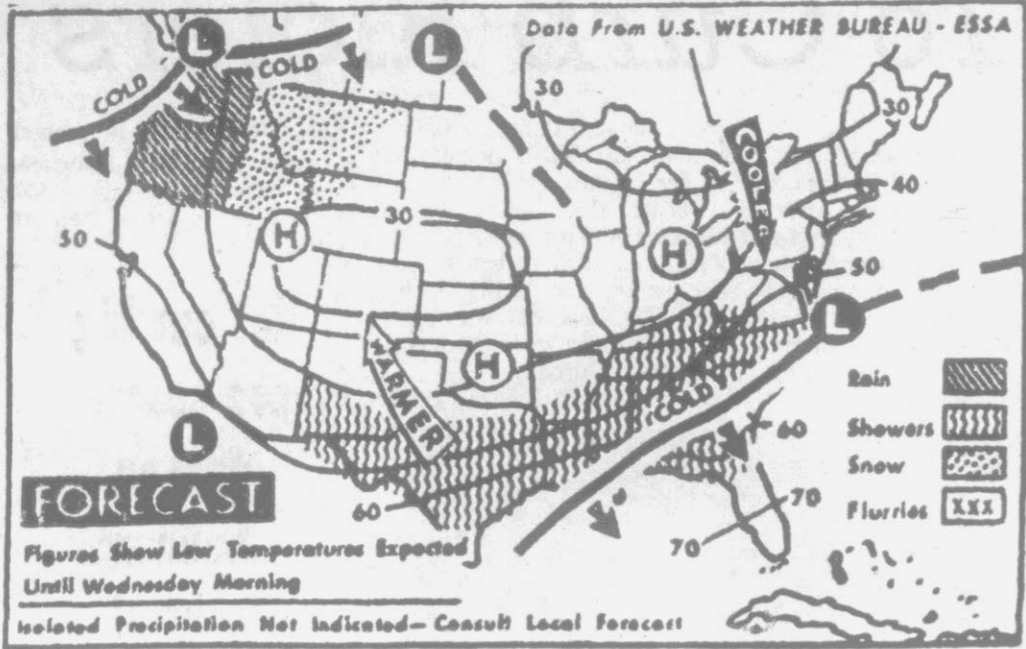 Data From U.S. WEATHER BUREAU - ESSA
L
COLD
COLD
L
30
COLDER
30
40
50
H
30
H
50
L
WARMER
H
COLD
Rain
Showers
Snow
Flurries
XXX
L
60
60
70
70
FORECAST
Figures Show Low Temperatures Expected
Until Wednesday Morning
Isolated Precipitation Not Indicated— Consult Local Forecast